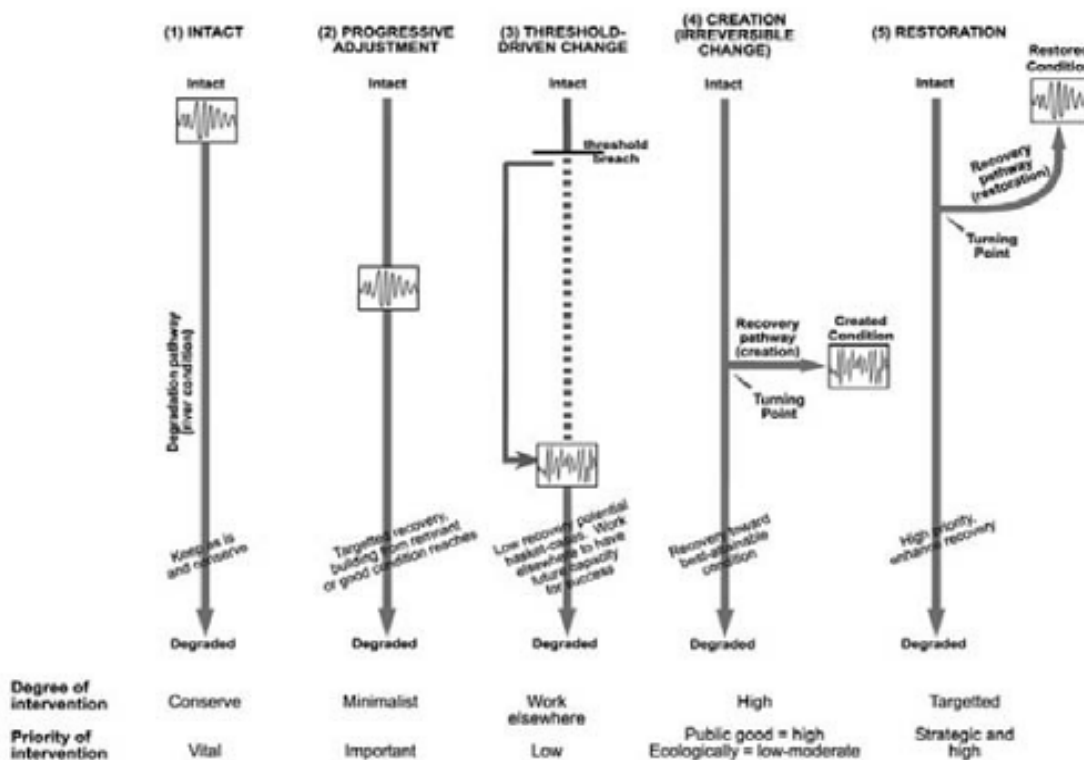 (1) INTACT
(2) PROGRESSIVE
ADJUSTMENT
(3) THRESHOLD-
DRIVEN CHANGE
(4) CREATION
(IRREVERSIBLE
CHANGE)
(5) RESTORATION
Intact
Intact
Intact
Intact
Intact
Restored
Condition
threshold
breach
Recovery
pathway
(restoration)
Turning
Point
Degradation pathway
(river condition)
Recovery
pathway
(creation)
Created
Condition
Turning
Point
Keep as is
and conserve
Targetted recovery,
building from remnant
or good condition reaches
Low recovery potential
basket-cases. Work
elsewhere to have
future capacity
for success
Recovery toward
best-attainable
condition
High priority,
enhance recovery
Degraded
Degraded
Degraded
Degraded
Degraded
Degree of
intervention
Conserve
Minimalist
Work
elsewhere
High
Targetted
Priority of
intervention
Vital
Important
Low
Public good = high
Ecologically = low-moderate
Strategic and
high